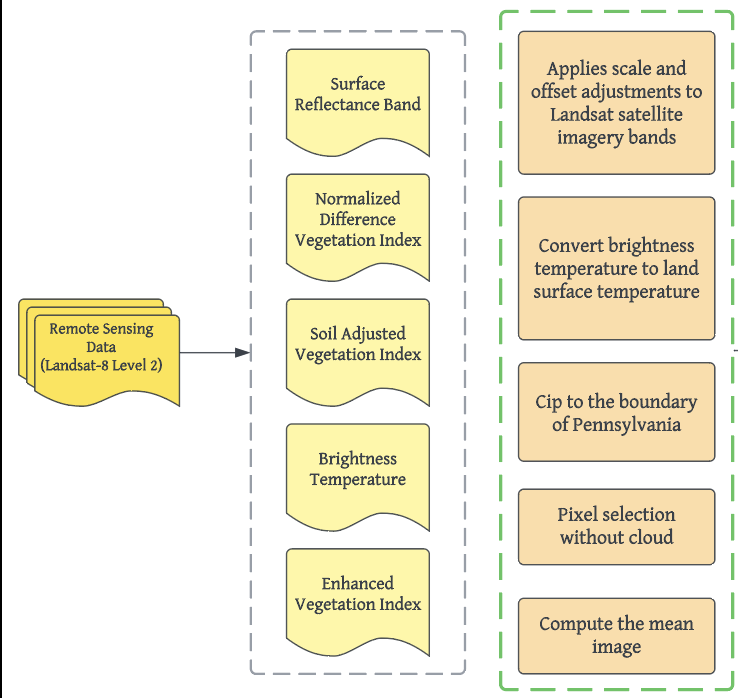 Remote Sensing
Data
(Landsat-8 Level 2)
Surface
Reflectance Band
Normalized
Difference
Vegetation Index
Soil Adjusted
Vegetation Index
Brightness
Temperature
Enhanced
Vegetation Index
Applies scale and
offset adjustments to
Landsat satellite
imagery bands
Convert brightness
temperature to land
surface temperature
Cip to the boundary
of Pennsylvania
Pixel selection
without cloud
Compute the mean
image